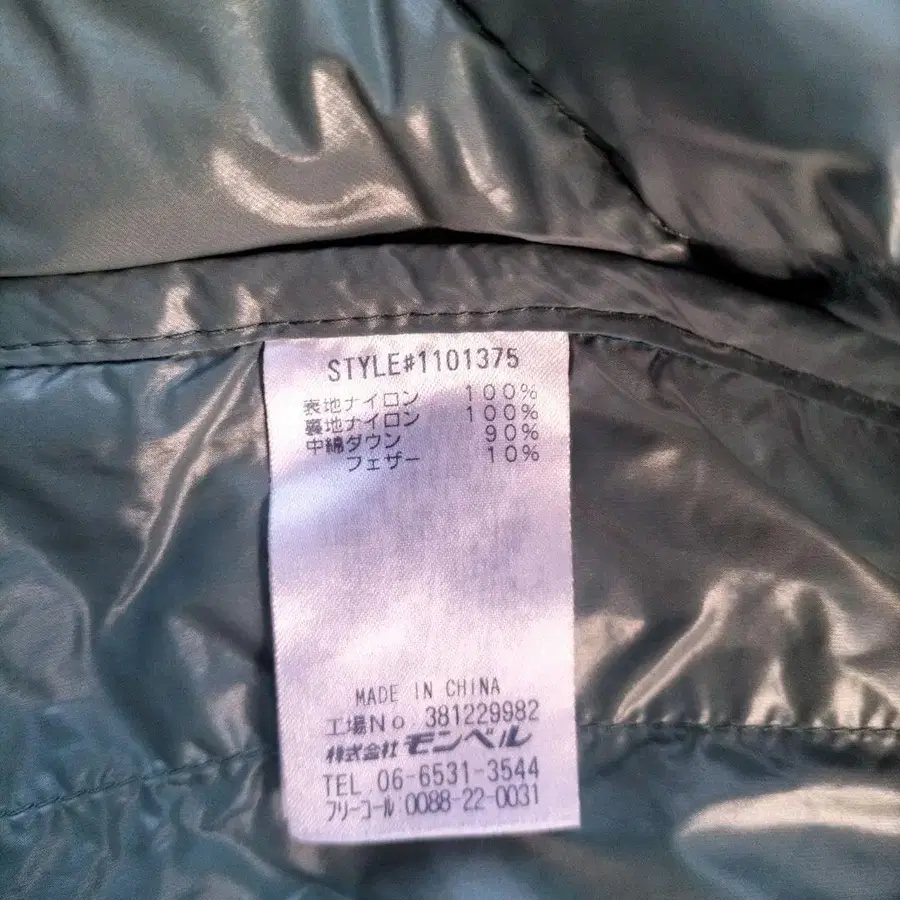 STYLE#1101375
表地ナイロン 100%
裏地ナイロン 100%
中綿ダウン 90%
フェザー 10%
MADE IN CHINA
工場No 381229982
株式会社 モンベル
TEL 06-6531-3544
フリーコール 0088-22-0031